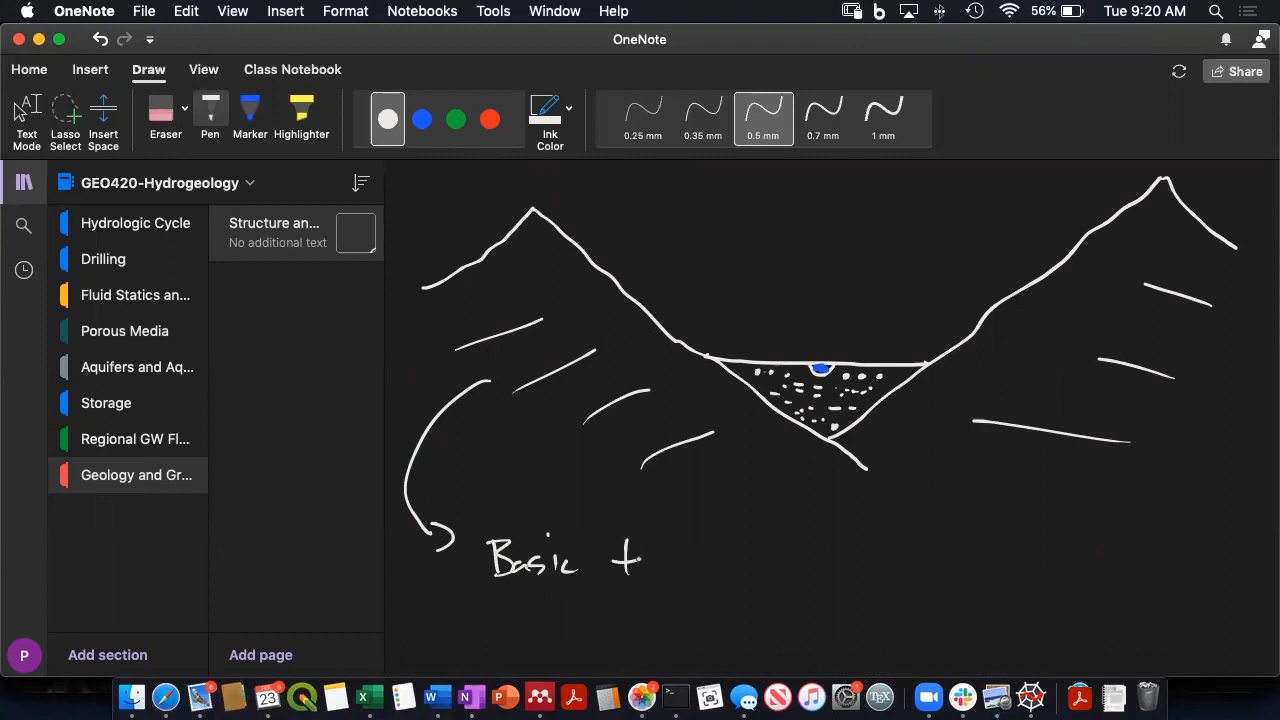 OneNote File Edit View Insert Format Notebooks Tools Window Help 56% Tue 9:20 AM
OneNote
Home Insert Draw View Class Notebook Share
Text Mode Lasso Select Insert Space Eraser Pen Marker Highlighter Ink Color 0.25 mm 0.35 mm 0.5 mm 0.7 mm 1 mm
GEO420-Hydrogeology
Hydrologic Cycle
Drilling
Fluid Statics an...
Porous Media
Aquifers and Aq...
Storage
Regional GW Fl...
Geology and Gr...
Structure an...
No additional text
Basic t
P
Add section
Add page
FEB 23